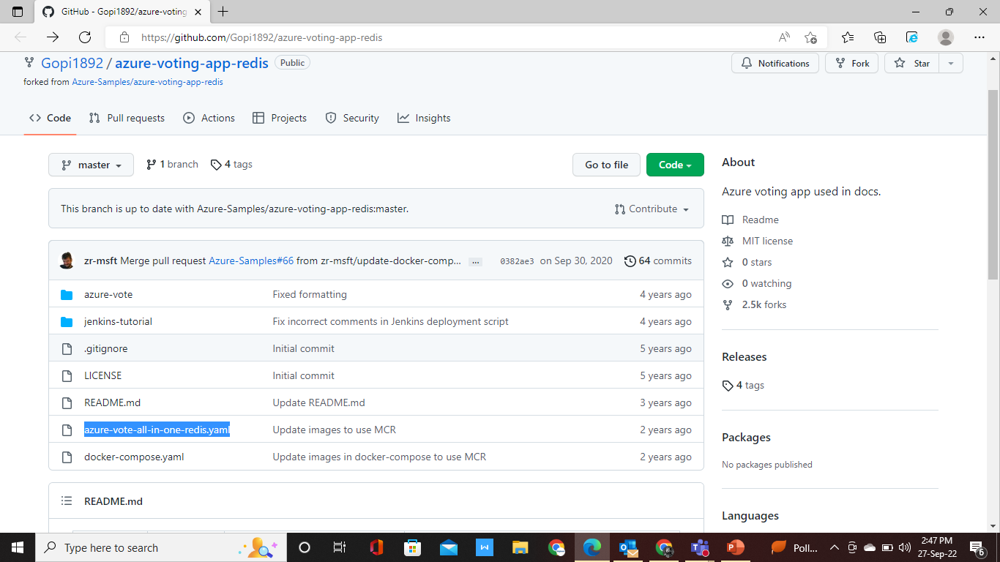 GitHub - Gopi1892/azure-voting
https://github.com/Gopi1892/azure-voting-app-redis
Gopi1892 / azure-voting-app-redis Public
Notifications Fork Star
forked from Azure-Samples/azure-voting-app-redis
Code Pull requests Actions Projects Security Insights
master 1 branch 4 tags Go to file Code
This branch is up to date with Azure-Samples/azure-voting-app-redis:master. Contribute
zr-msft Merge pull request Azure-Samples#66 from zr-msft/update-docker-comp... ... 0382ae3 on Sep 30, 2020 64 commits
azure-vote Fixed formatting 4 years ago
jenkins-tutorial Fix incorrect comments in Jenkins deployment script 4 years ago
.gitignore Initial commit 5 years ago
LICENSE Initial commit 5 years ago
README.md Update README.md 3 years ago
azure-vote-all-in-one-redis.yaml Update images to use MCR 2 years ago
docker-compose.yaml Update images in docker-compose to use MCR 2 years ago
README.md
About
Azure voting app used in docs.
Readme
MIT license
0 stars
0 watching
2.5k forks
Releases
4 tags
Packages
No packages published
Languages
Type here to search
Poll...
2:47 PM
27-Sep-22
6